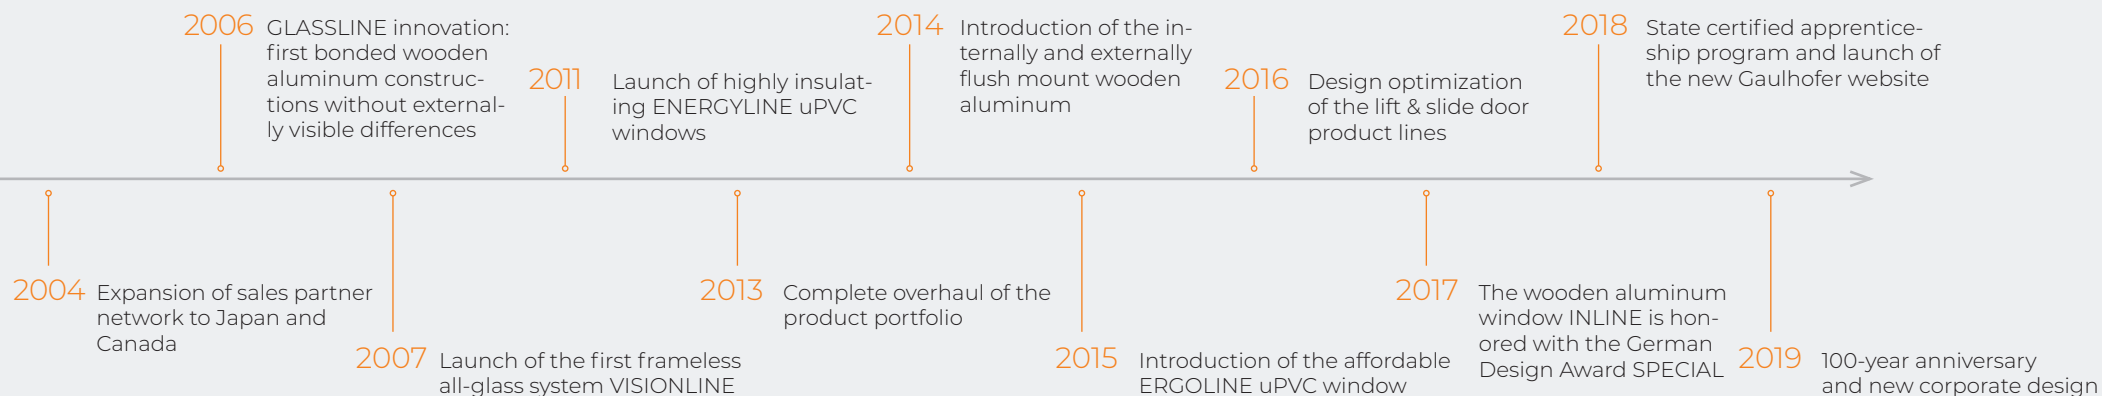 2004
Expansion of sales partner
network to Japan and
Canada
2006
GLASSLINE innovation:
first bonded wooden
aluminum construc-
tions without external-
ly visible differences
2007
Launch of the first frameless
all-glass system VISIONLINE
2011
Launch of highly insulat-
ing ENERGYLINE uPVC
windows
2013
Complete overhaul of the
product portfolio
2014
Introduction of the in-
ternally and externally
flush mount wooden
aluminum
2015
Introduction of the affordable
ERGOLINE uPVC window
2016
Design optimization
of the lift & slide door
product lines
2017
The wooden aluminum
window INLINE is hon-
ored with the German
Design Award SPECIAL
2018
State certified apprentice-
ship program and launch of
the new Gaulhofer website
2019
100-year anniversary
and new corporate design